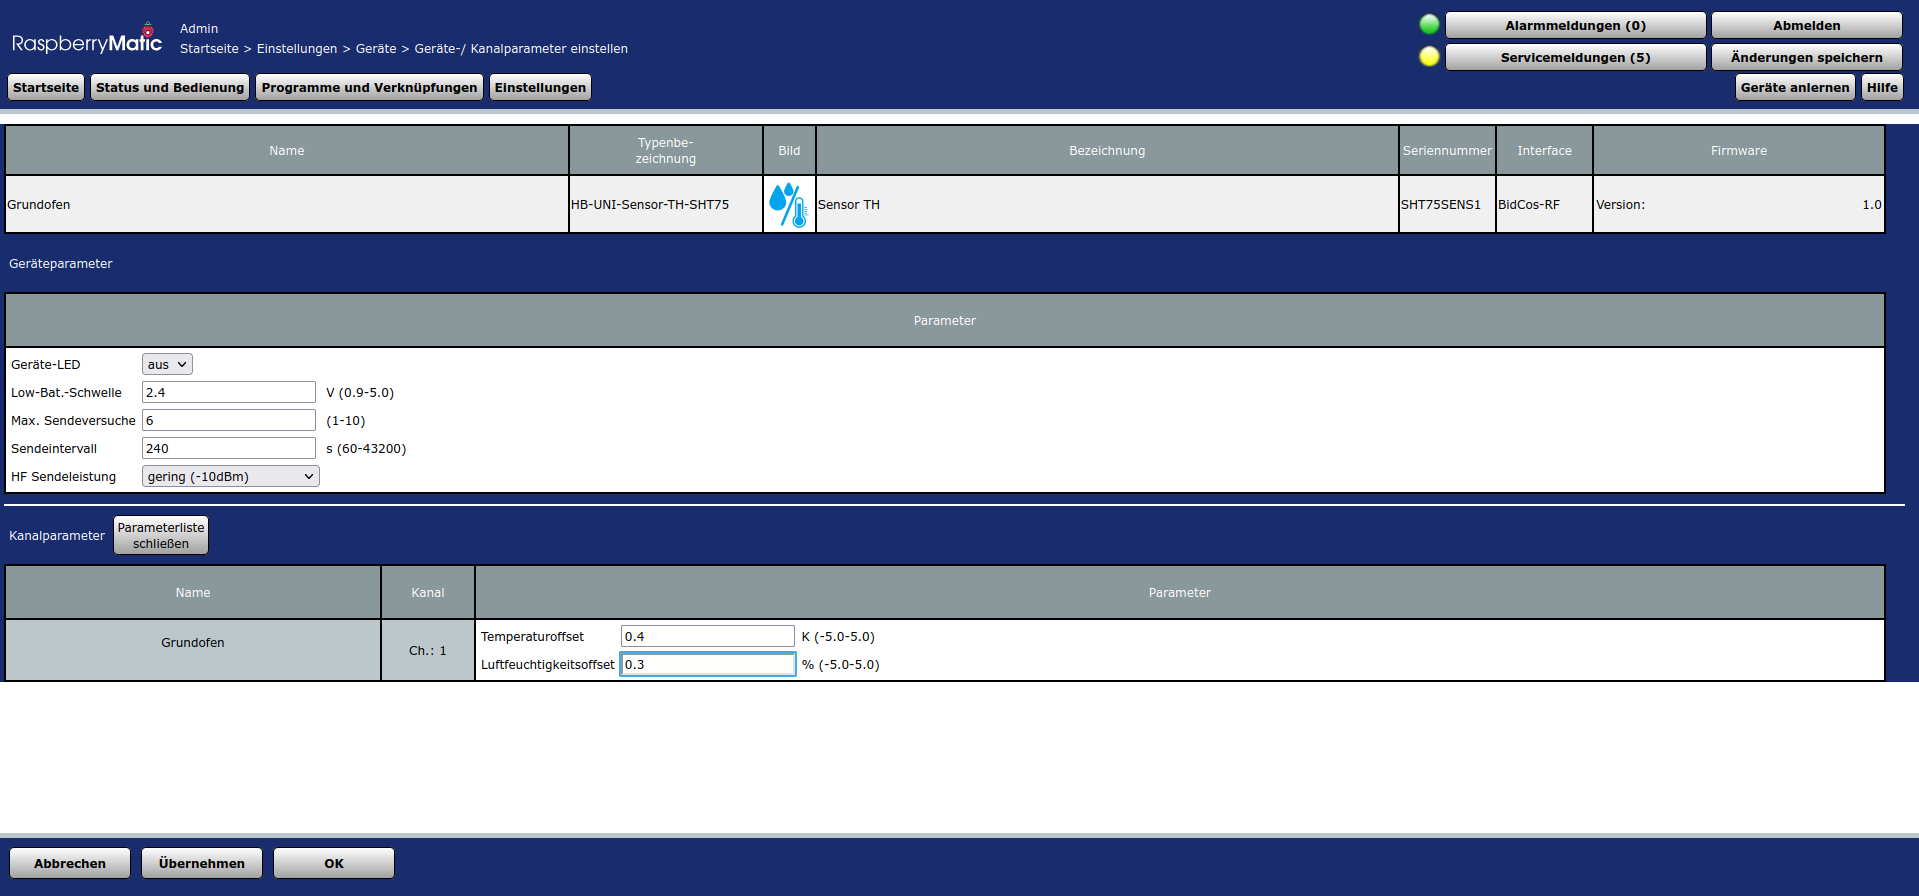 RaspberryMatic
Admin
Startseite > Einstellungen > Geräte > Geräte-/ Kanalparameter einstellen
Alarmmeldungen (0)
Abmelden
Servicemeldungen (5)
Änderungen speichern
Startseite
Status und Bedienung
Programme und Verknüpfungen
Einstellungen
Geräte anlernen
Hilfe
Name
Typenbe-
zeichnung
Bild
Bezeichnung
Seriennummer
Interface
Firmware
Grundofen
HB-UNI-Sensor-TH-SHT75
Sensor TH
SHT75SENS1
BidCos-RF
Version: 1.0
Geräteparameter
Parameter
Geräte-LED aus
Low-Bat.-Schwelle 2.4 V (0.9-5.0)
Max. Sendeversuche 6 (1-10)
Sendeintervall 240 s (60-43200)
HF Sendeleistung gering (-10dBm)
Kanalparameter
Parameterliste
schließen
Name
Kanal
Parameter
Grundofen
Ch.: 1
Temperaturoffset 0.4 K (-5.0-5.0)
Luftfeuchtigkeitsoffset 0.3 % (-5.0-5.0)
Abbrechen
Übernehmen
OK